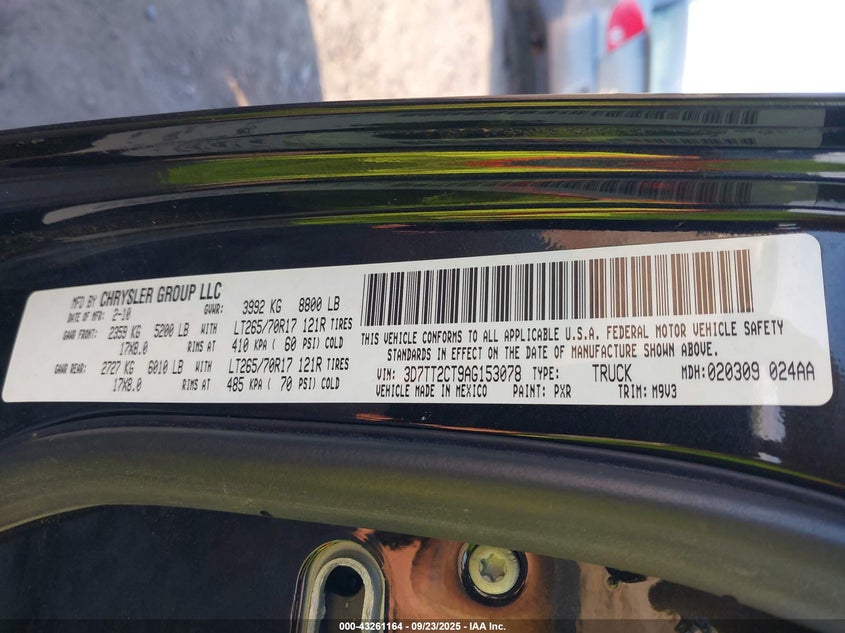 MFD BY CHRYSLER GROUP LLC
DATE OF MFR: 2-10 GVWR: 3992 KG 8800 LB
GAWR FRONT: 2359 KG 5200 LB WITH LT265/70R17 121R TIRES
17X8.0 RIMS AT 410 KPA ( 60 PSI) COLD
GAWR REAR: 2727 KG 6010 LB WITH LT265/70R17 121R TIRES
17X8.0 RIMS AT 485 KPA ( 70 PSI) COLD
THIS VEHICLE CONFORMS TO ALL APPLICABLE U.S.A. FEDERAL MOTOR VEHICLE SAFETY
STANDARDS IN EFFECT ON THE DATE OF MANUFACTURE SHOWN ABOVE.
VIN: 3D7TT2CT9AG153078 TYPE: TRUCK MDH: 020309 024AA
VEHICLE MADE IN MEXICO PAINT: PXR TRIM: M9V3
000-43261164 - 09/23/2025 - IAA Inc.